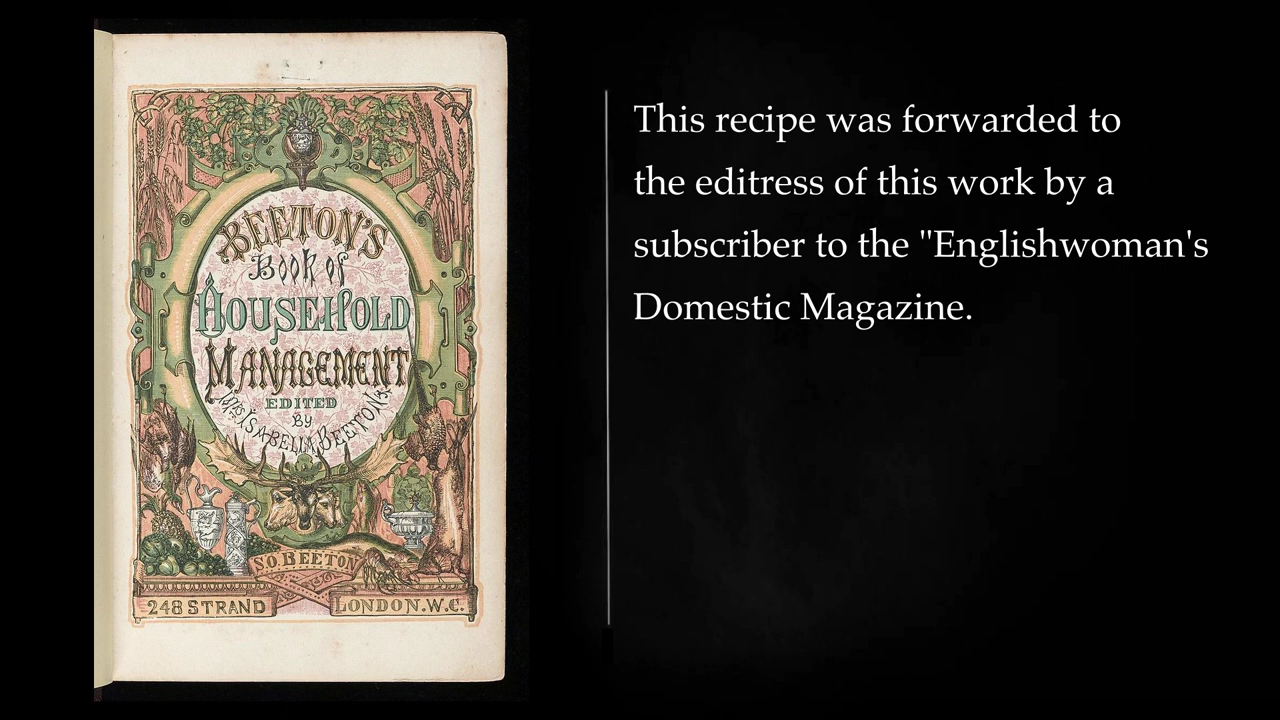 BEETON'S
Book of
HOUSEHOLD
MANAGEMENT
EDITED
BY
MRS ISABELLA BEETON
S.O. BEETON
248 STRAND
LONDON.W.C.
This recipe was forwarded to
the editress of this work by a
subscriber to the "Englishwoman's
Domestic Magazine.